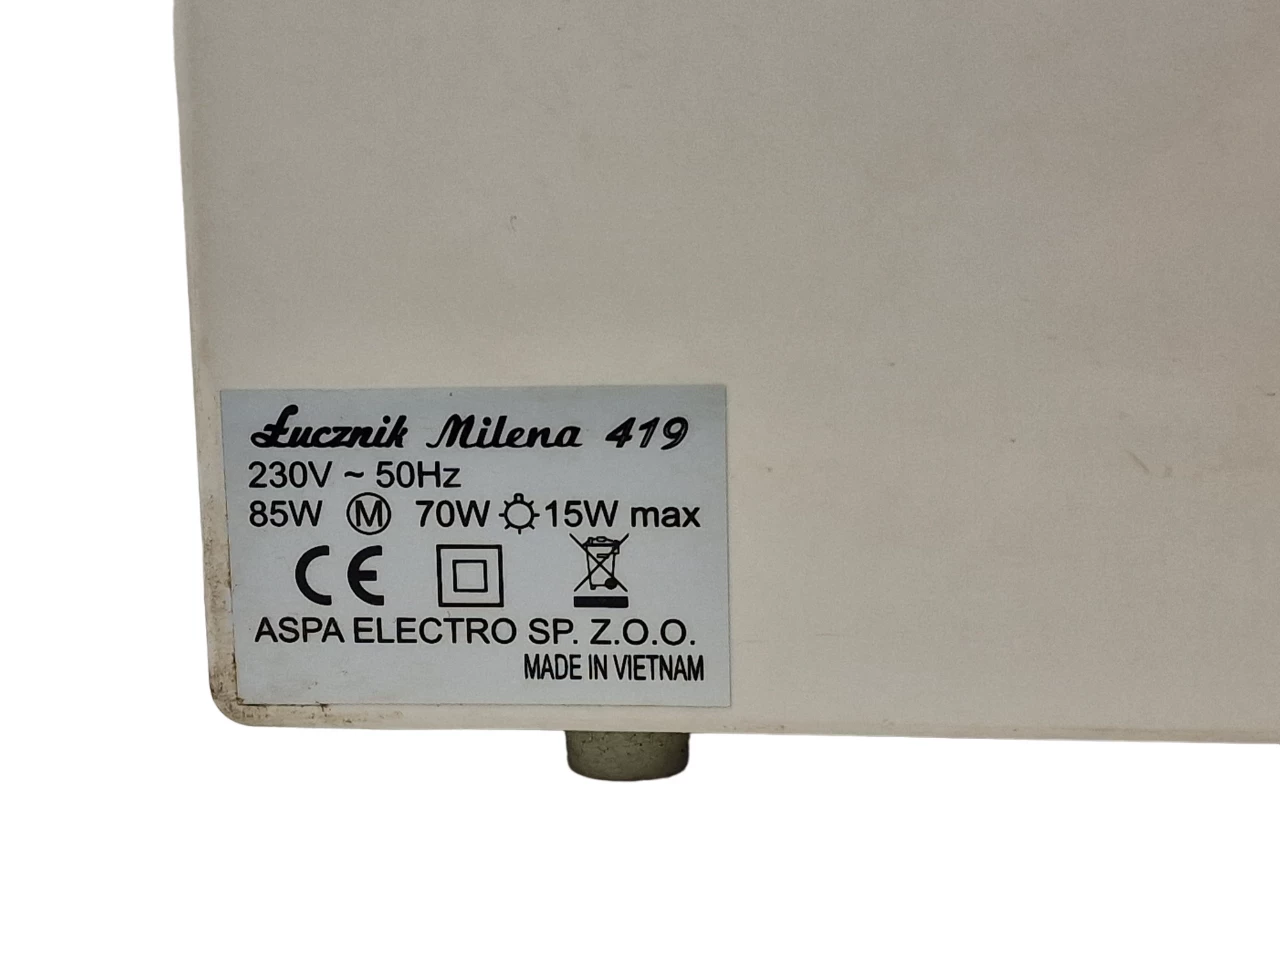 Łucznik Milena 419
230V ~ 50Hz
85W M 70W 15W max
CE
ASPA ELECTRO SP. Z.O.O.
MADE IN VIETNAM